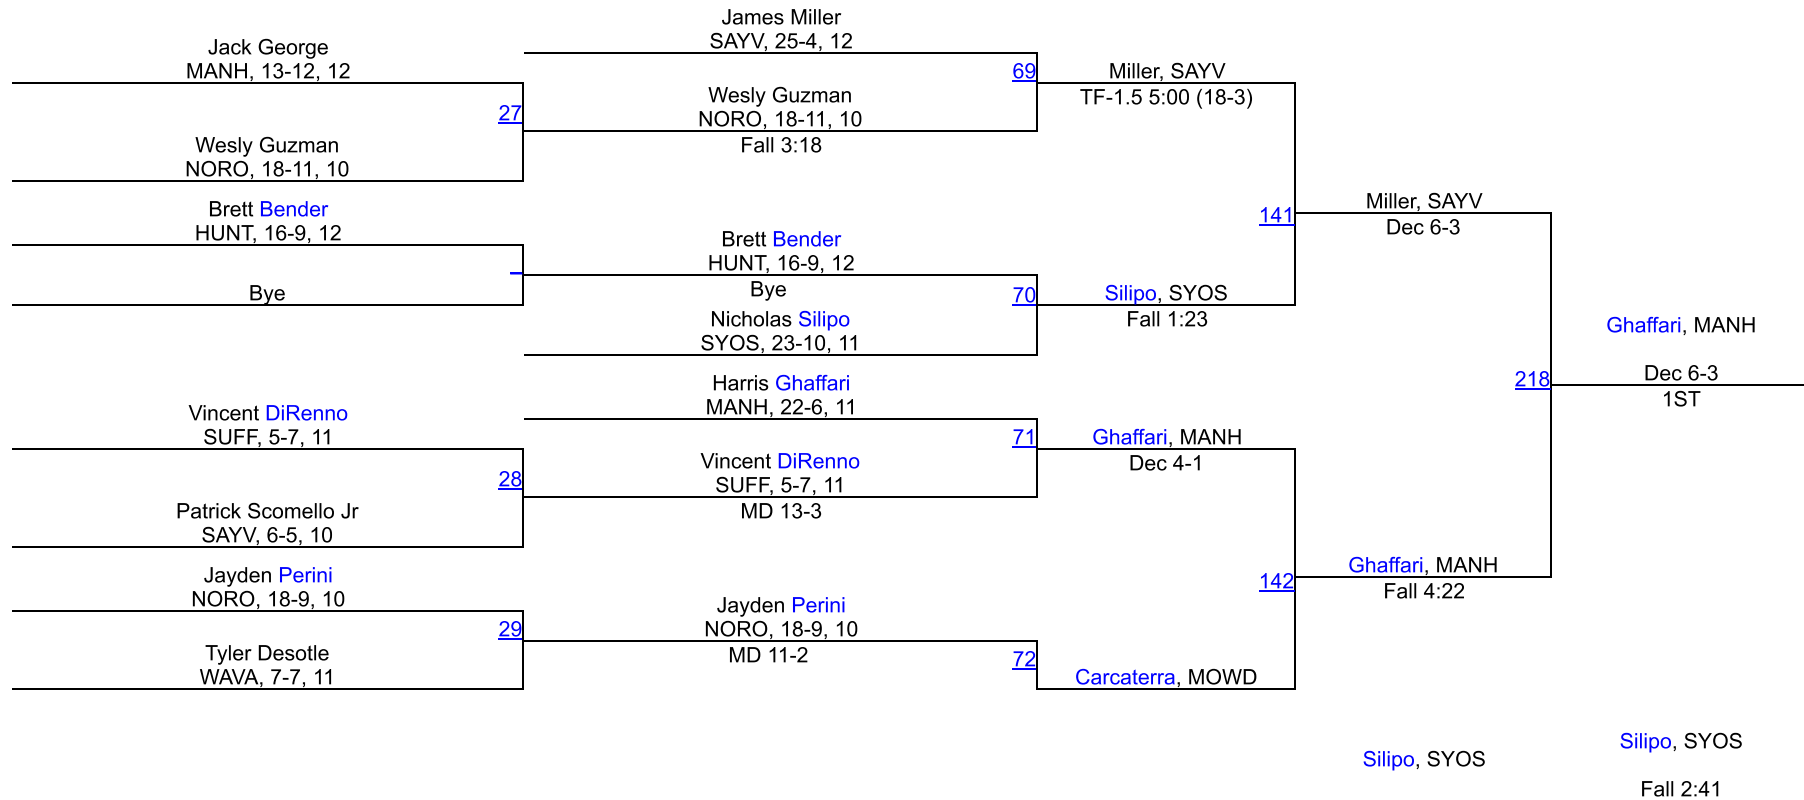 James Miller
SAYV, 25-4, 12
Jack George
MANH, 13-12, 12
69
Miller, SAYV
TF-1.5 5:00 (18-3)
27
Wesly Guzman
NORO, 18-11, 10
Fall 3:18
Wesly Guzman
NORO, 18-11, 10
Brett Bender
HUNT, 16-9, 12
141
Miller, SAYV
Dec 6-3
Brett Bender
HUNT, 16-9, 12
Bye
Bye
70
Silipo, SYOS
Fall 1:23
Nicholas Silipo
SYOS, 23-10, 11
Ghaffari, MANH
218
Dec 6-3
1ST
Harris Ghaffari
MANH, 22-6, 11
Vincent DiRenno
SUFF, 5-7, 11
71
Ghaffari, MANH
Dec 4-1
28
Vincent DiRenno
SUFF, 5-7, 11
MD 13-3
Patrick Scomello Jr
SAYV, 6-5, 10
Jayden Perini
NORO, 18-9, 10
142
Ghaffari, MANH
Fall 4:22
29
Jayden Perini
NORO, 18-9, 10
MD 11-2
Tyler Desotle
WAVA, 7-7, 11
72
Carcaterra, MOWD
Silipo, SYOS
Silipo, SYOS
Fall 2:41